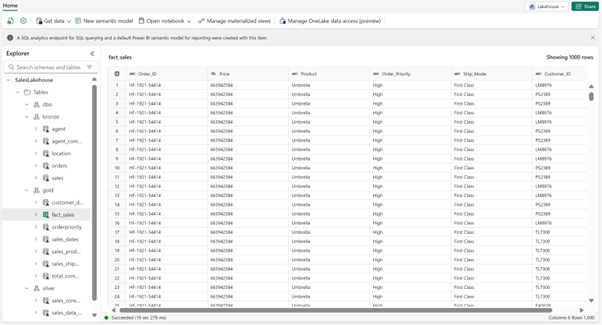 Home
Lakehouse
Share
Get data
New semantic model
Open notebook
Manage materialized views
Manage OneLake data access (preview)
A SQL analytics endpoint for SQL querying and a default Power BI semantic model for reporting were created with this item.
Explorer
Search schemas and tables
SalesLakehouse
Tables
dbo
bronze
agent
agent_com...
location
orders
sales
gold
customer_d...
fact_sales
orderpriority
sales_dates
sales_prod...
sales_ship...
total_com...
silver
sales_cons...
sales_data_...
fact_sales
Showing 1000 rows
Order_ID Price Product Order_Priority Ship_Mode Customer_ID
1 HF-1921-54414 663942584 Umbrella High First Class LM8976
2 HF-1921-54414 663942584 Umbrella High First Class PS2389
3 HF-1921-54414 663942584 Umbrella High First Class PS2389
4 HF-1921-54414 663942584 Umbrella High First Class LM8976
5 HF-1921-54414 663942584 Umbrella High First Class PS2389
6 HF-1921-54414 663942584 Umbrella High First Class PS2389
7 HF-1921-54414 663942584 Umbrella High First Class LM8976
8 HF-1921-54414 663942584 Umbrella High First Class PS2389
9 HF-1921-54414 663942584 Umbrella High First Class LM8976
10 HF-1921-54414 663942584 Umbrella High First Class PS2389
11 HF-1921-54414 663942584 Umbrella High First Class PS2389
12 HF-1921-54414 663942584 Umbrella High First Class LM8976
13 HF-1921-54414 663942584 Umbrella High First Class LM8976
14 HF-1921-54414 663942584 Umbrella High First Class PS2389
15 HF-1921-54414 663942584 Umbrella High First Class PS2389
16 HF-1921-54414 663942584 Umbrella High First Class LM8976
17 HF-1921-54414 663942584 Umbrella High First Class TL7300
18 HF-1921-54414 663942584 Umbrella High First Class TL7300
19 HF-1921-54414 663942584 Umbrella High First Class TL7300
20 HF-1921-54414 663942584 Umbrella High First Class TL7300
21 HF-1921-54414 663942584 Umbrella High First Class TL7300
22 HF-1921-54414 663942584 Umbrella High First Class TL7300
23 HF-1921-54414 663942584 Umbrella High First Class TL7300
24 HF-1921-54414 663942584 Umbrella High First Class TL7300
25 HF-1921-54414 663942584 Umbrella High First Class
Succeeded (19 sec 279 ms)
Columns 6 Rows 1,000